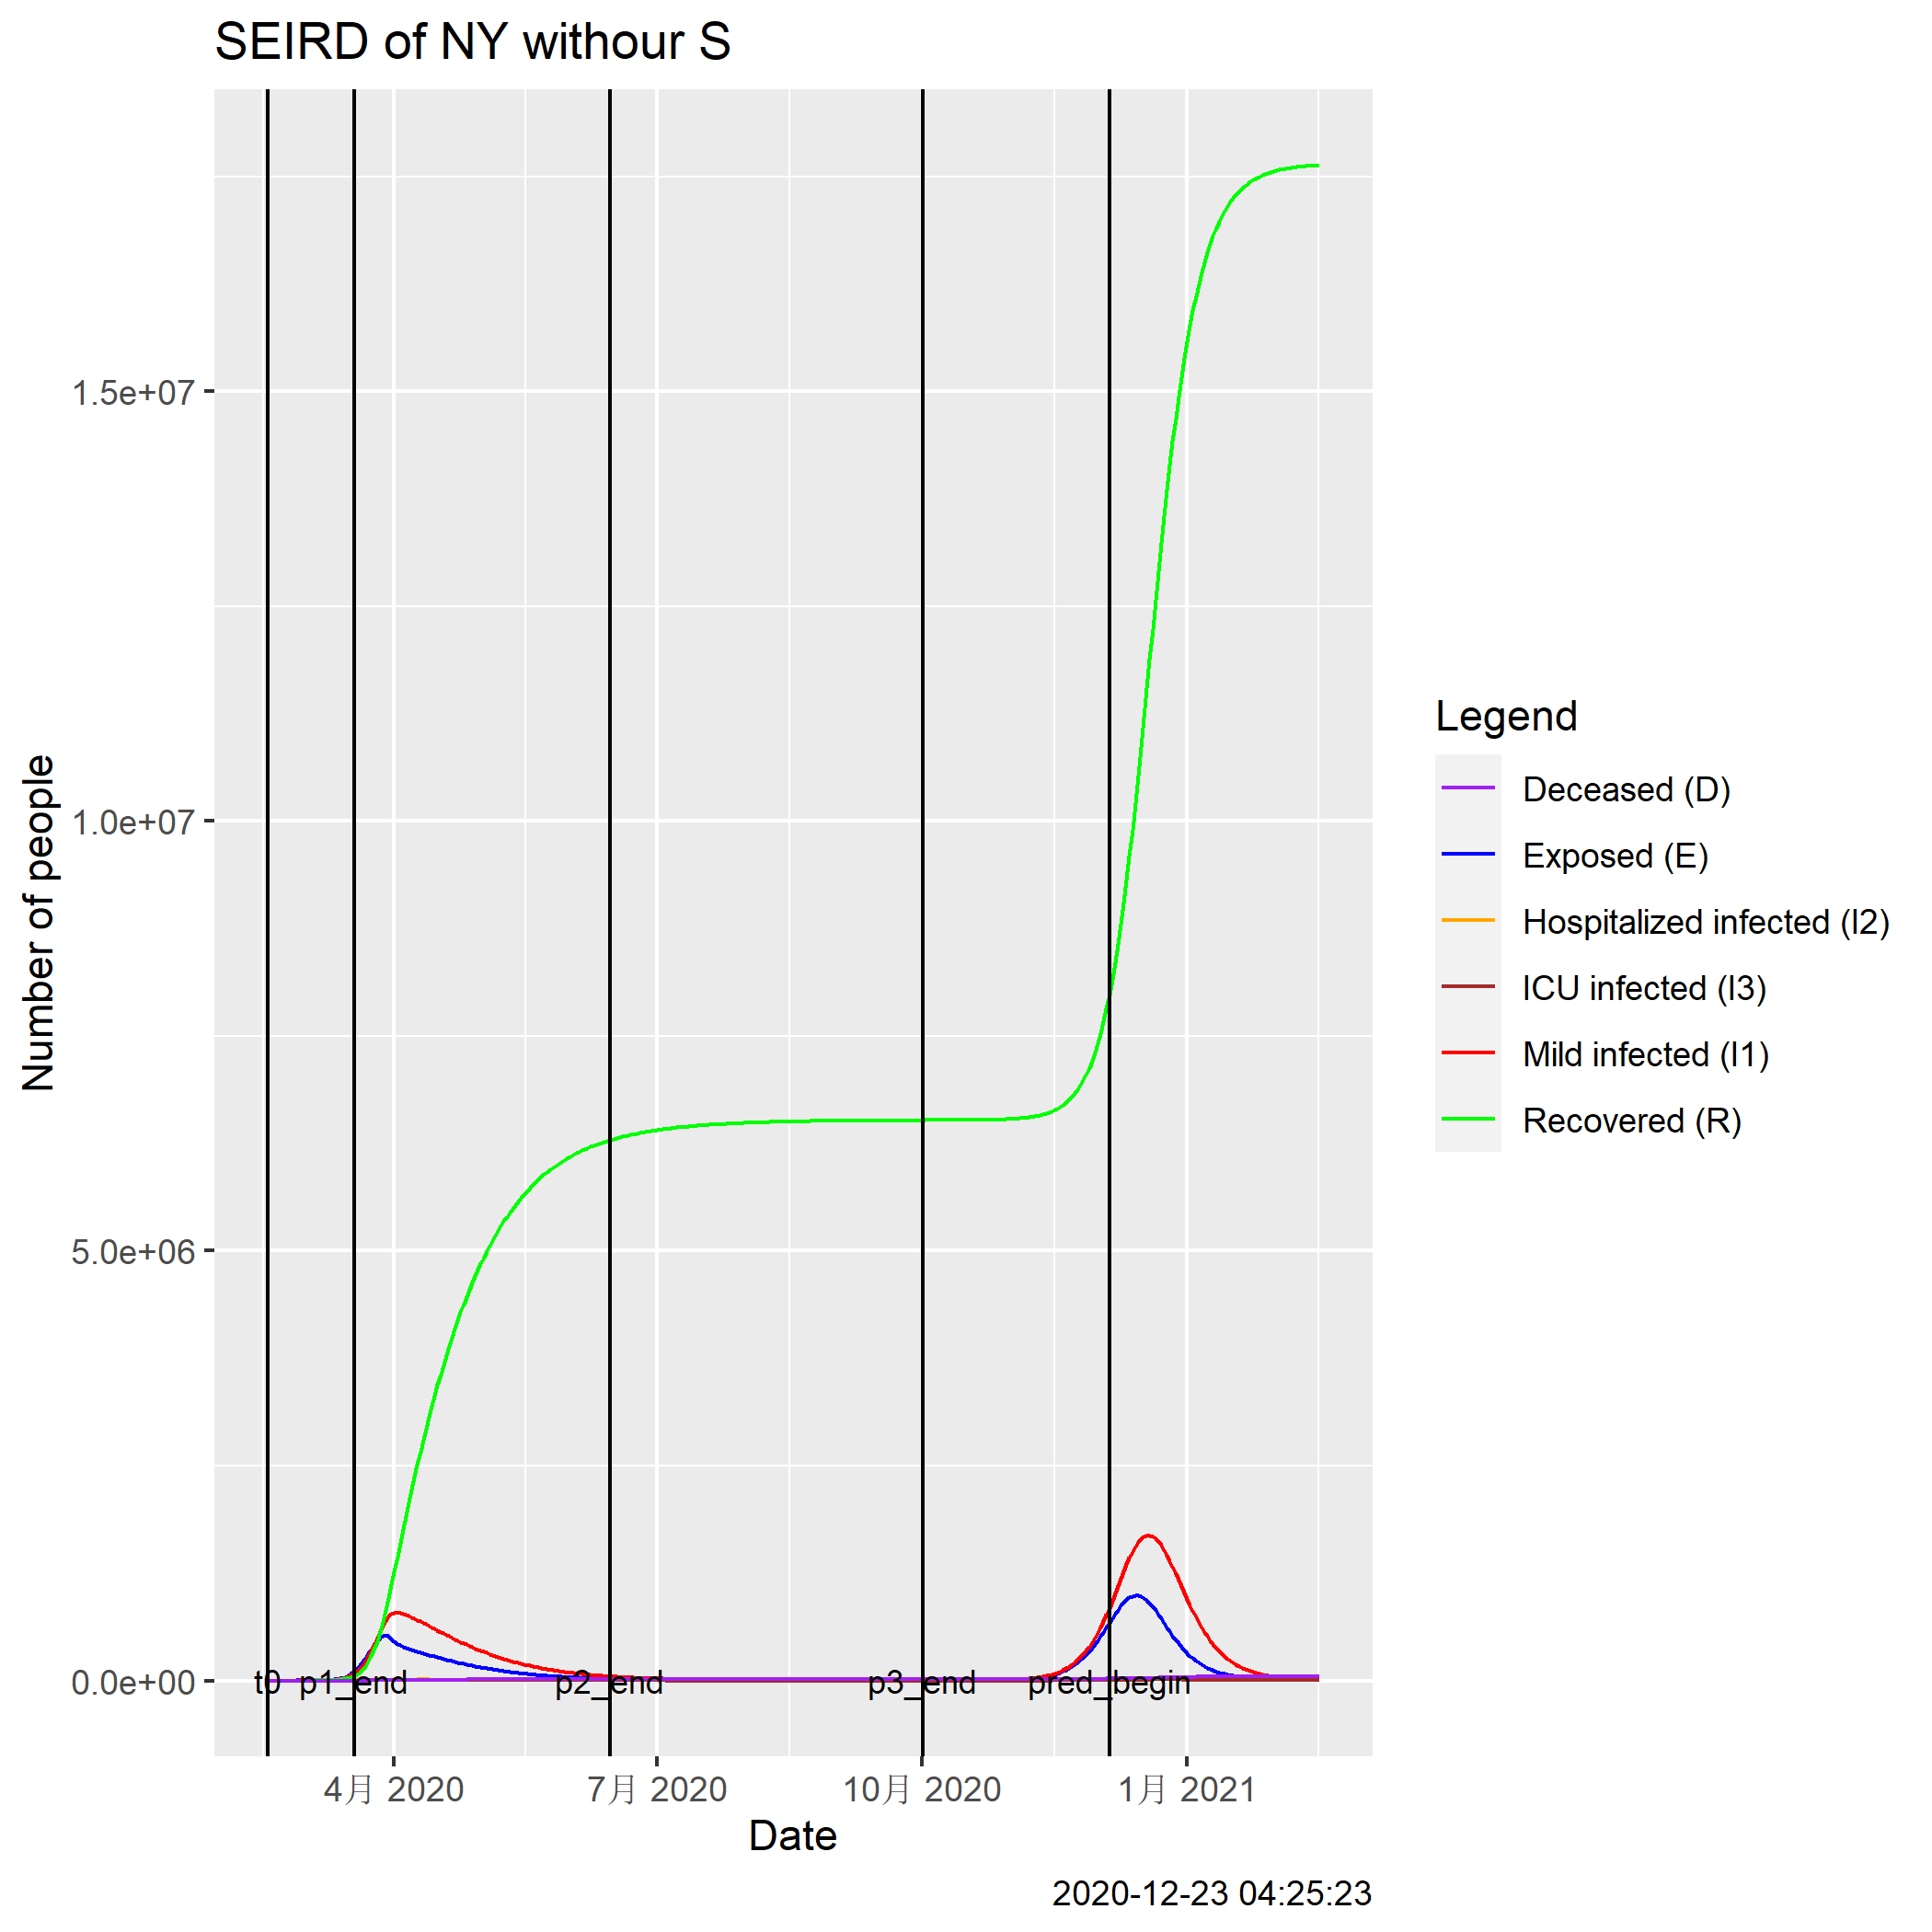 SEIRD of NY withour S
Number of people
1.5e+07
1.0e+07
5.0e+06
0.0e+00
t0 p1_end p2_end p3_end pred_begin
4月 2020 7月 2020 10月 2020 1月 2021
Date
2020-12-23 04:25:23
Legend
Deceased (D)
Exposed (E)
Hospitalized infected (I2)
ICU infected (I3)
Mild infected (I1)
Recovered (R)